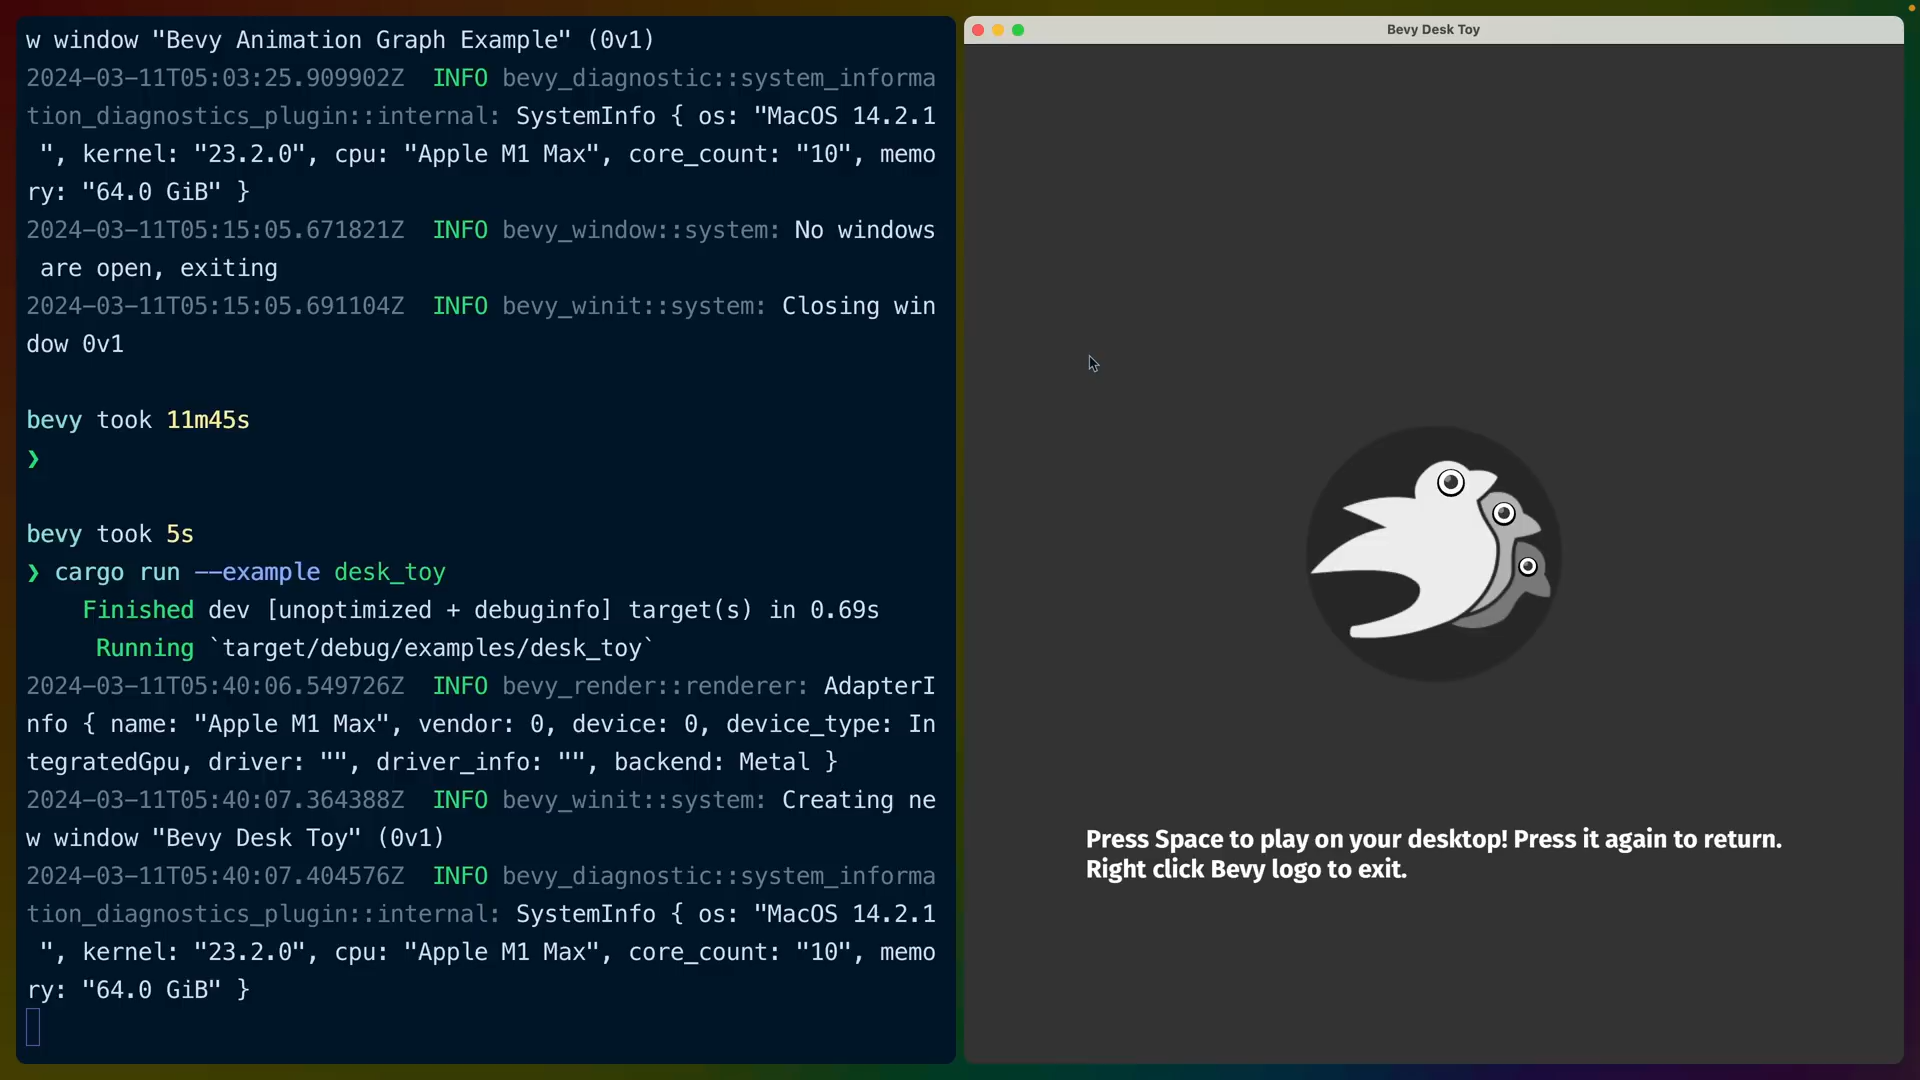 w window "Bevy Animation Graph Example" (0v1)
2024-03-11T05:03:25.909902Z  INFO bevy_diagnostic::system_informa
tion_diagnostics_plugin::internal: SystemInfo { os: "MacOS 14.2.1
 ", kernel: "23.2.0", cpu: "Apple M1 Max", core_count: "10", memo
ry: "64.0 GiB" }
2024-03-11T05:15:05.671821Z  INFO bevy_window::system: No windows
 are open, exiting
2024-03-11T05:15:05.691104Z  INFO bevy_winit::system: Closing win
dow 0v1
bevy took 11m45s
❯
bevy took 5s
❯ cargo run --example desk_toy
    Finished dev [unoptimized + debuginfo] target(s) in 0.69s
     Running `target/debug/examples/desk_toy`
2024-03-11T05:40:06.549726Z  INFO bevy_render::renderer: AdapterI
nfo { name: "Apple M1 Max", vendor: 0, device: 0, device_type: In
tegratedGpu, driver: "", driver_info: "", backend: Metal }
2024-03-11T05:40:07.364388Z  INFO bevy_winit::system: Creating ne
w window "Bevy Desk Toy" (0v1)
2024-03-11T05:40:07.404576Z  INFO bevy_diagnostic::system_informa
tion_diagnostics_plugin::internal: SystemInfo { os: "MacOS 14.2.1
 ", kernel: "23.2.0", cpu: "Apple M1 Max", core_count: "10", memo
ry: "64.0 GiB" }
Bevy Desk Toy
Press Space to play on your desktop! Press it again to return.
Right click Bevy logo to exit.